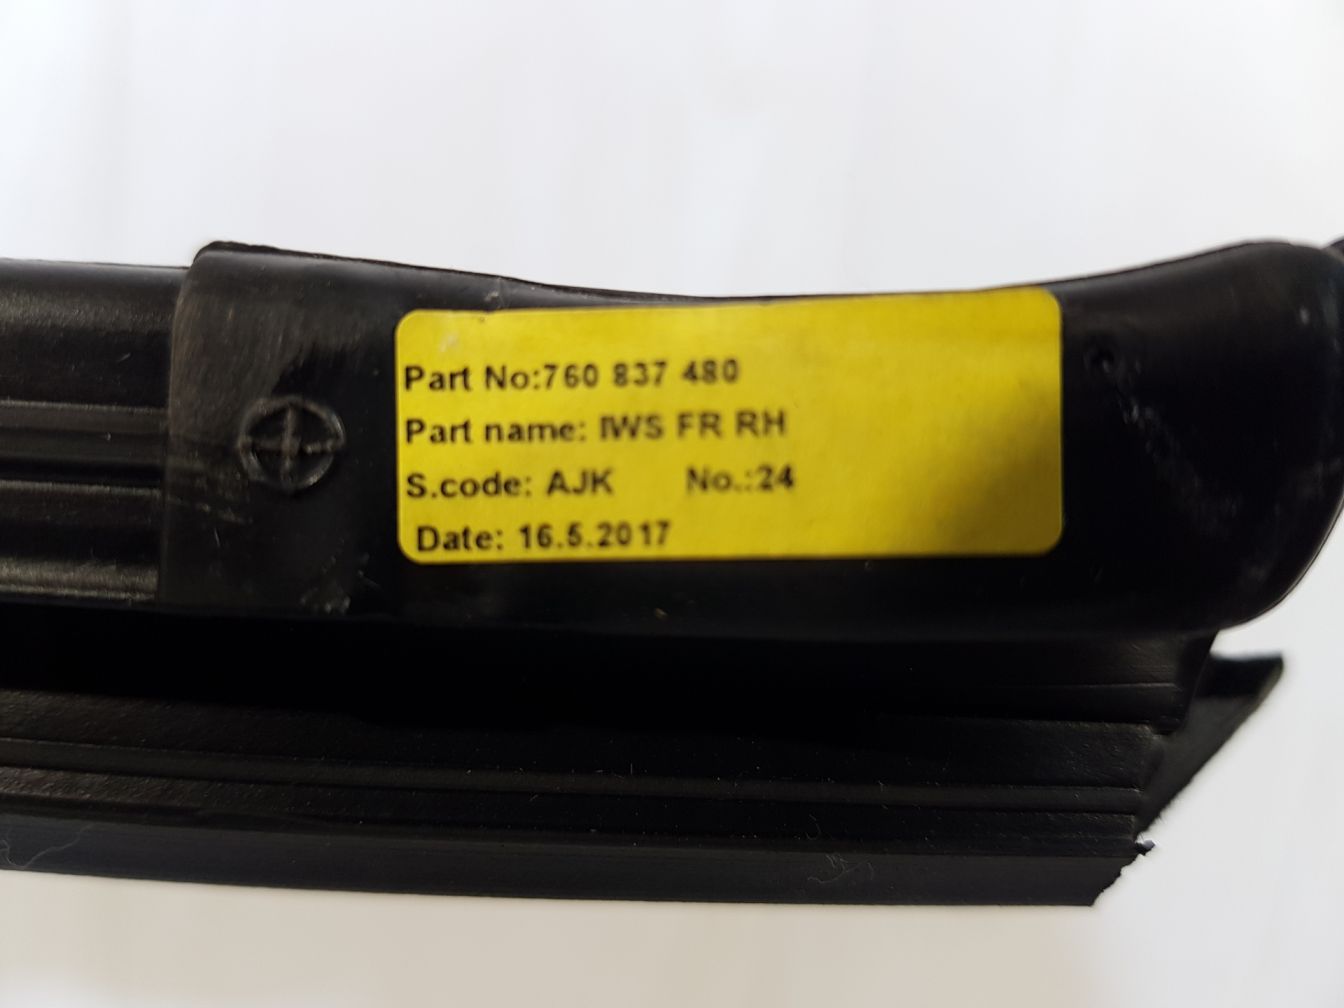 Part No:760 837 480
Part name: IWS FR RH
S.code: AJK No.:24
Date: 16.5.2017